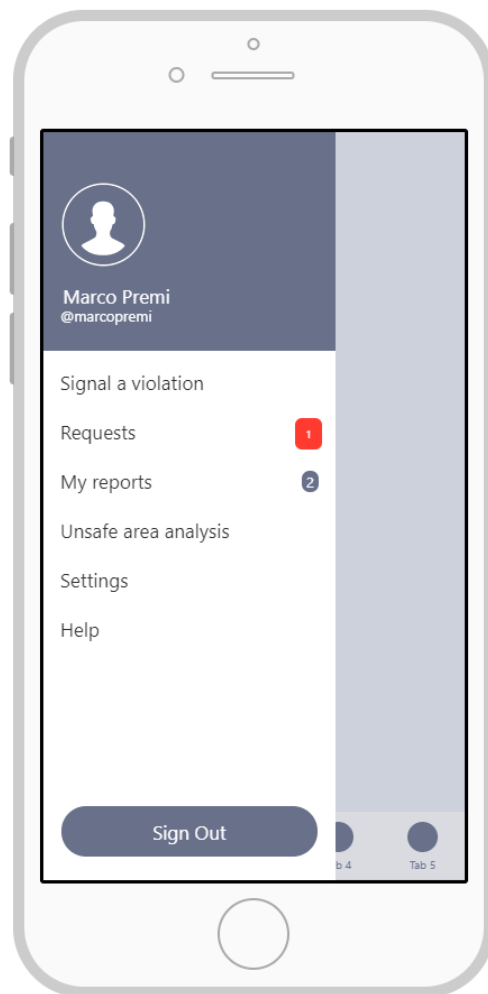 Marco Premi
@marcopremi
Signal a violation
Requests 1
My reports 2
Unsafe area analysis
Settings
Help
Sign Out
b 4 Tab 5